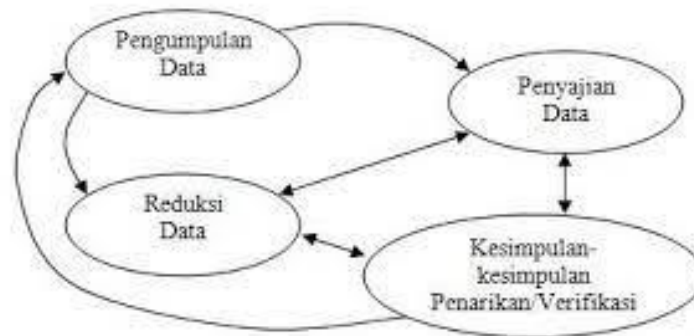 Pengumpulan
Data
Penyajian
Data
Reduksi
Data
Kesimpulan-
kesimpulan
Penarikan/Verifikasi